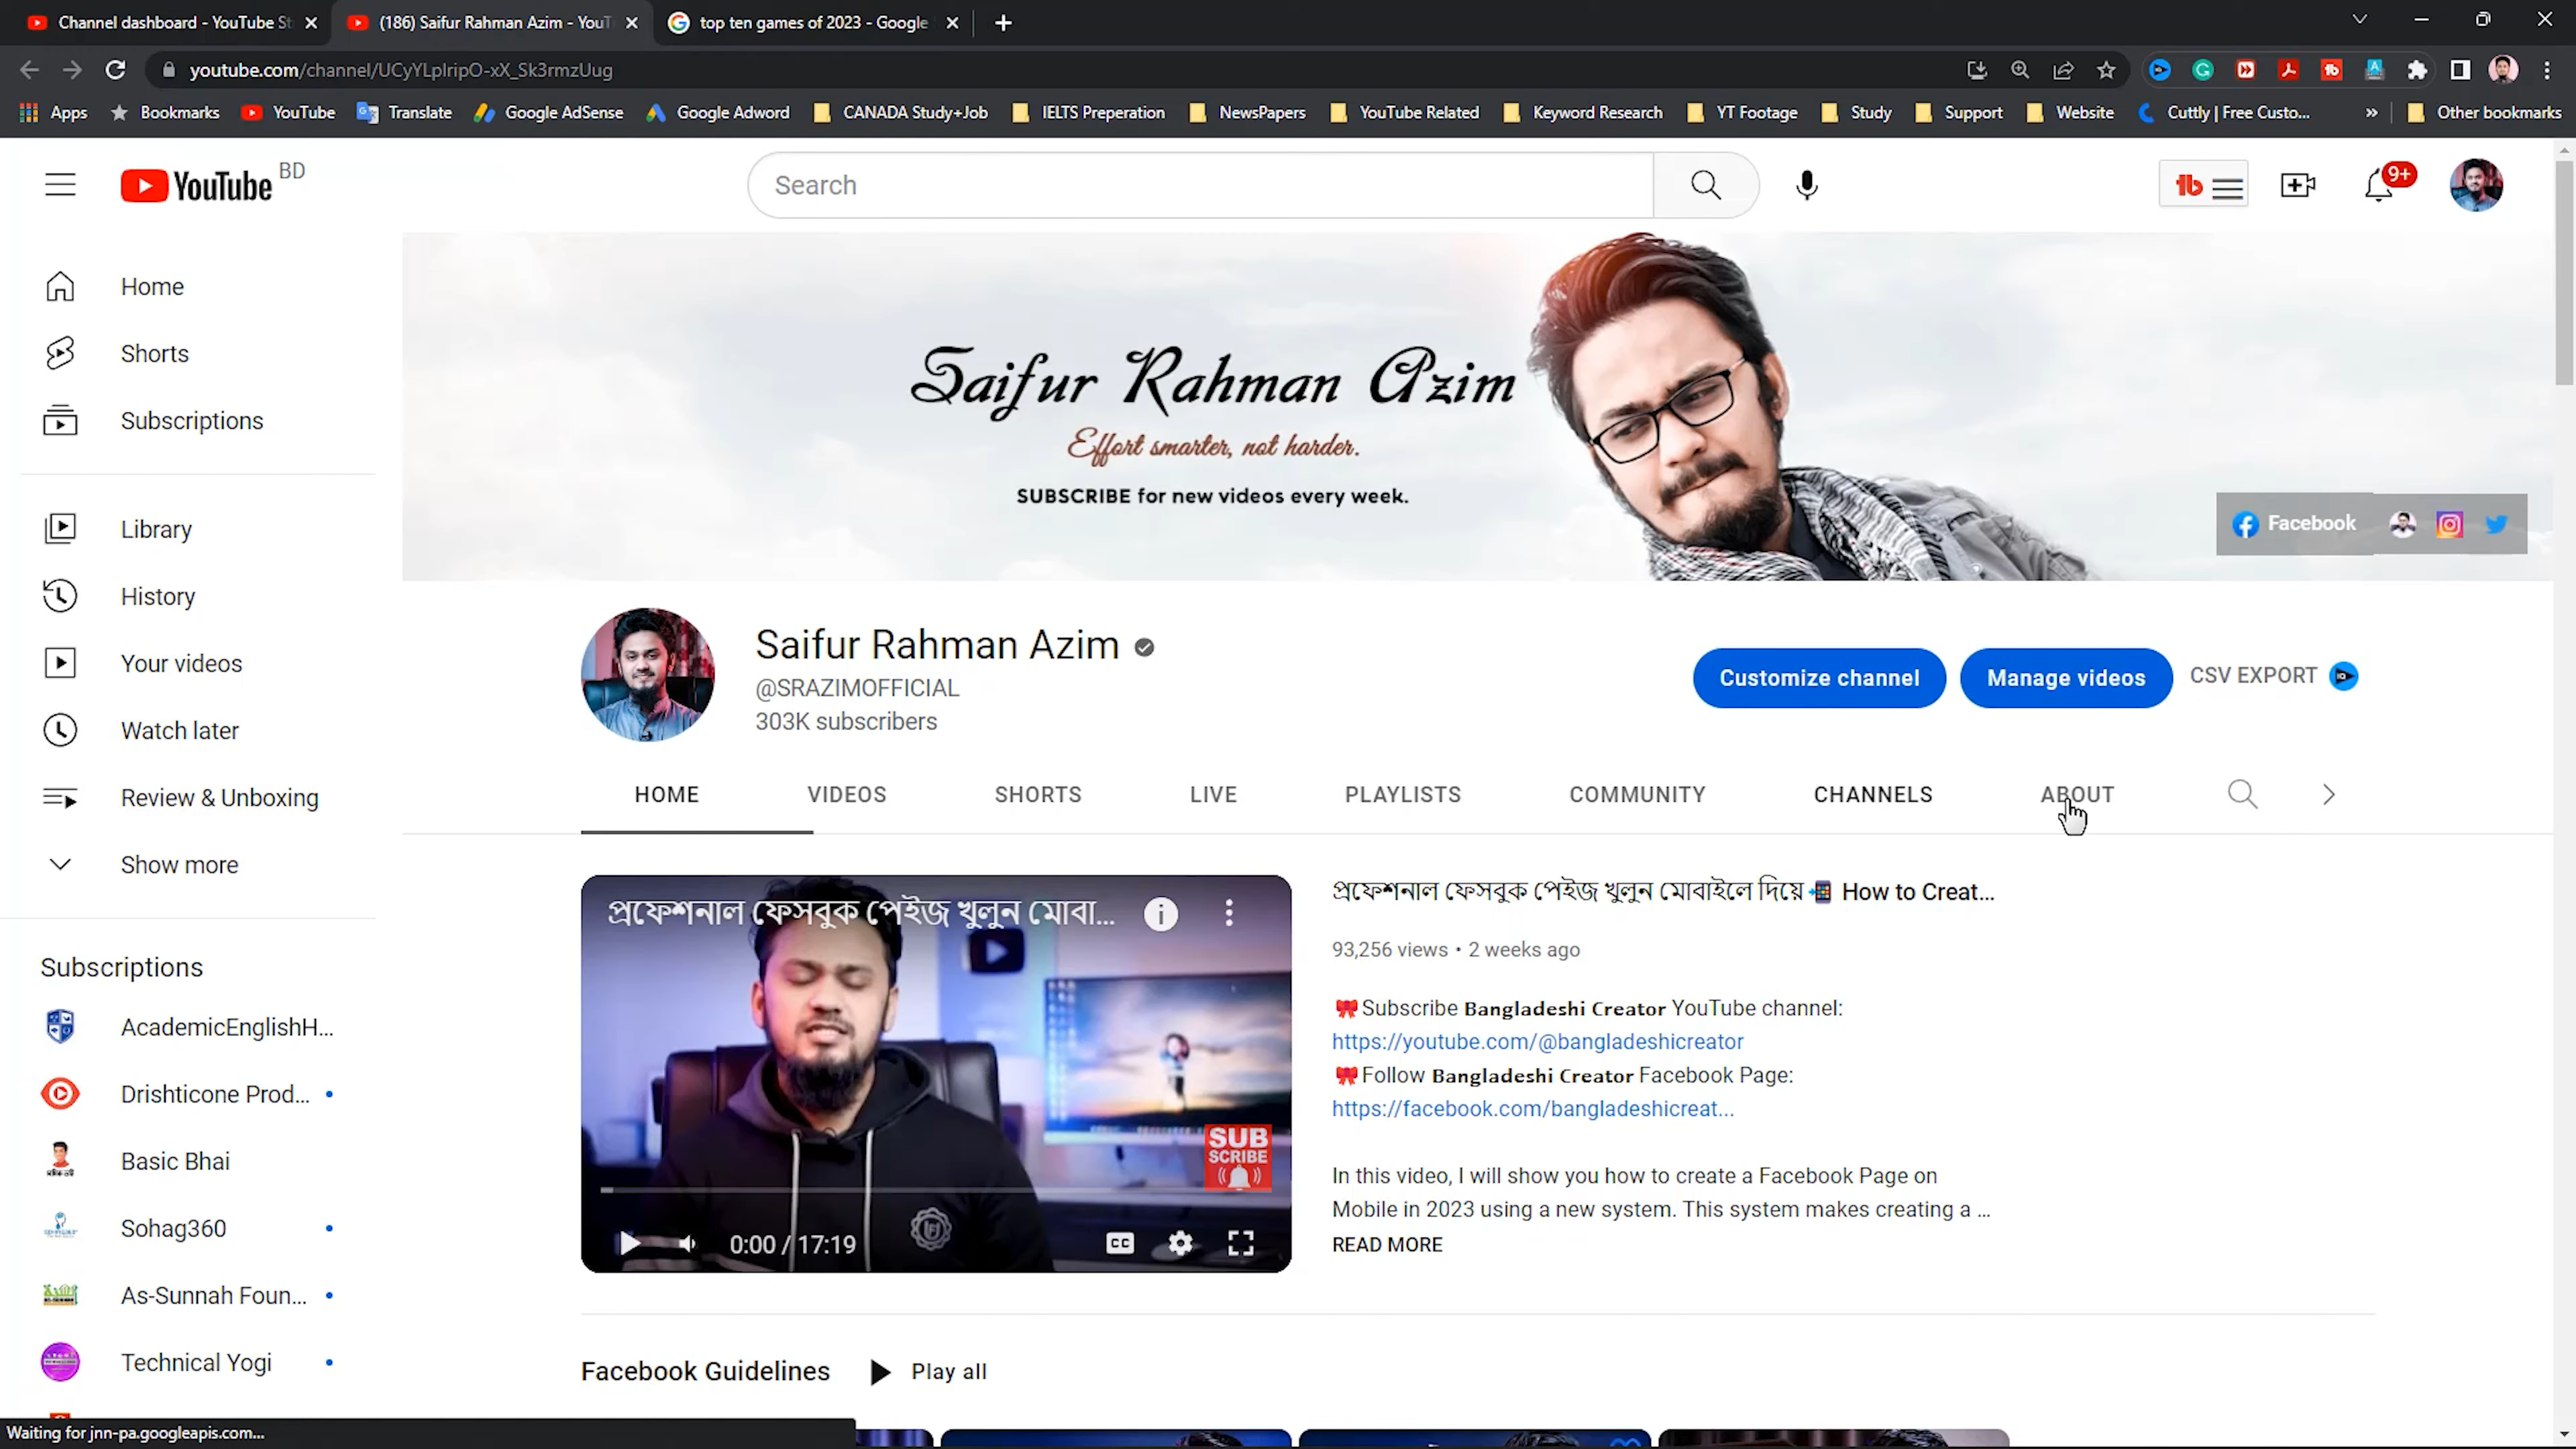 Channel dashboard - YouTube St
(186) Saifur Rahman Azim - YouT
top ten games of 2023 - Google
youtube.com/channel/UCyYLpIripO-xX_Sk3rmzUug
Apps
Bookmarks
YouTube
Translate
Google AdSense
Google Adword
CANADA Study+Job
IELTS Preperation
NewsPapers
YouTube Related
Keyword Research
YT Footage
Study
Support
Website
Cuttly | Free Custo...
Other bookmarks
YouTube BD
Search
9+
Home
Shorts
Subscriptions
Library
History
Your videos
Watch later
Review & Unboxing
Show more
Subscriptions
AcademicEnglishH...
Drishticone Prod...
Basic Bhai
Sohag360
As-Sunnah Foun...
Technical Yogi
Saifur Rahman Azim
Effort smarter, not harder.
SUBSCRIBE for new videos every week.
Facebook
Saifur Rahman Azim
@SRAZIMOFFICIAL
303K subscribers
Customize channel
Manage videos
CSV EXPORT
HOME
VIDEOS
SHORTS
LIVE
PLAYLISTS
COMMUNITY
CHANNELS
ABOUT
প্রফেশনাল ফেসবুক পেইজ খুলুন মোবা...
SUB
SCRIBE
0:00 / 17:19
CC
প্রফেশনাল ফেসবুক পেইজ খুলুন মোবাইলে দিয়ে 📲 How to Creat...
93,256 views • 2 weeks ago
🎀Subscribe Bangladeshi Creator YouTube channel:
https://youtube.com/@bangladeshicreator
🎀Follow Bangladeshi Creator Facebook Page:
https://facebook.com/bangladeshicreat...
In this video, I will show you how to create a Facebook Page on
Mobile in 2023 using a new system. This system makes creating a ...
READ MORE
Facebook Guidelines
Play all
Waiting for jnn-pa.googleapis.com...